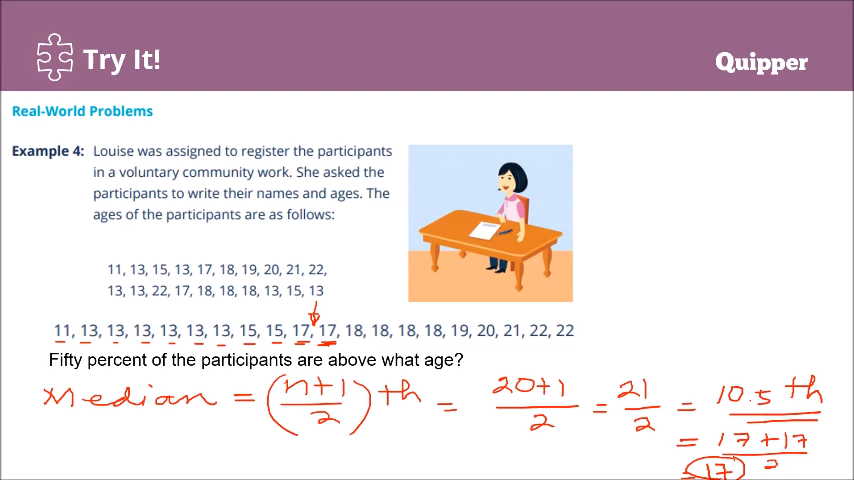 Try It!
Quipper
Real-World Problems
Example 4: Louise was assigned to register the participants
in a voluntary community work. She asked the
participants to write their names and ages. The
ages of the participants are as follows:
11, 13, 15, 13, 17, 18, 19, 20, 21, 22,
13, 13, 22, 17, 18, 18, 18, 13, 15, 13
11, 13, 13, 13, 13, 13, 13, 15, 15, 17, 17, 18, 18, 18, 18, 19, 20, 21, 22, 22
Fifty percent of the participants are above what age?
Median = (n+1/2)th = 20+1/2 = 21/2 = 10.5th
= 17+17/2
= 17